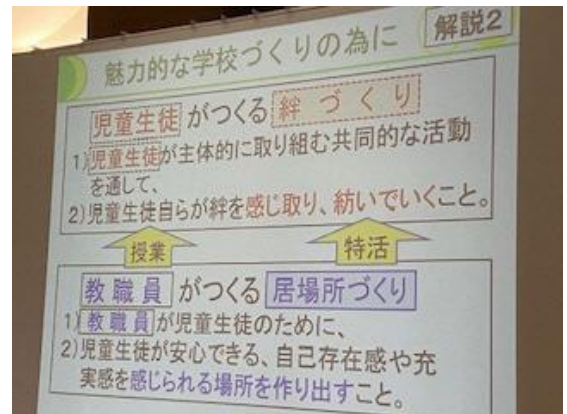 魅力的な学校づくりの為に
解説2
児童生徒 がつくる 絆づくり
1)児童生徒が主体的に取り組む共同的な活動
を通して、
2)児童生徒自らが絆を感じ取り、紡いでいくこと。
授業
特活
教職員 がつくる 居場所づくり
1)教職員が児童生徒のために、
2)児童生徒が安心できる、自己存在感や充
実感を感じられる場所を作り出すこと。